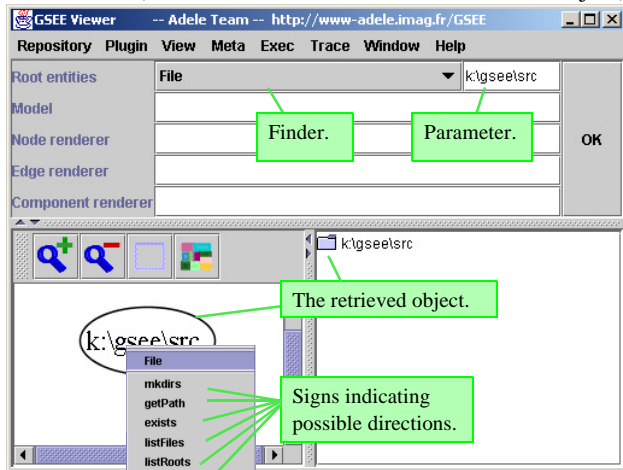 GSEE Viewer -- Adele Team -- http://www-adele.imag.fr/GSEE
Repository Plugin View Meta Exec Trace Window Help
Root entities File k:\gsee\src
Model
Finder. Parameter.
Node renderer OK
Edge renderer
Component renderer
k:\gsee\src
The retrieved object.
k:\gsee\src
File
mkdirs
getPath
exists
listFiles
listRoots
Signs indicating
possible directions.